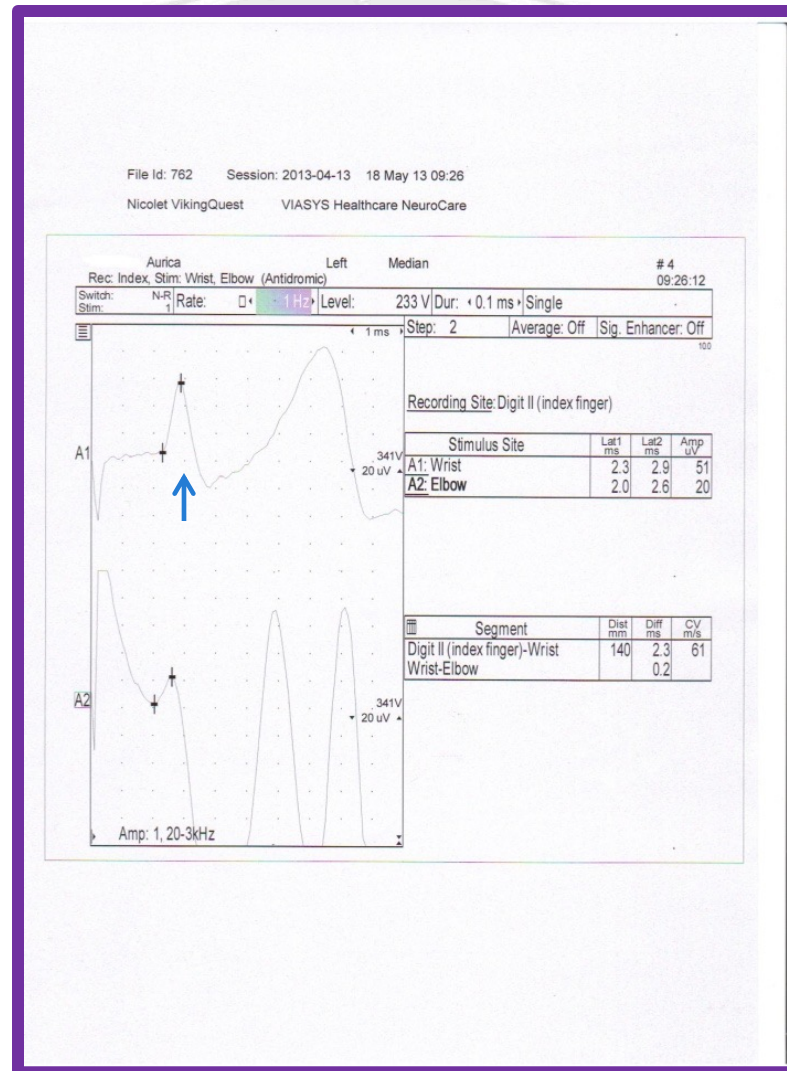 File Id: 762 Session: 2013-04-13 18 May 13 09:26
Nicolet VikingQuest VIASYS Healthcare NeuroCare
Aurica Left Median # 4
Rec: Index, Stim: Wrist, Elbow (Antidromic) 09:26:12
Switch: N-R Rate: 1 Hz Level: 233 V Dur: 0.1 ms Single
Stim: 1
1 ms Step: 2 Average: Off Sig. Enhancer: Off
100
Recording Site: Digit II (index finger)
Stimulus Site Lat1 ms Lat2 ms Amp uV
A1 341V
20 uV
A1: Wrist 2.3 2.9 51
A2: Elbow 2.0 2.6 20
Segment Dist mm Diff ms CV m/s
Digit II (index finger)-Wrist 140 2.3 61
Wrist-Elbow 0.2
A2 341V
20 uV
Amp: 1, 20-3kHz